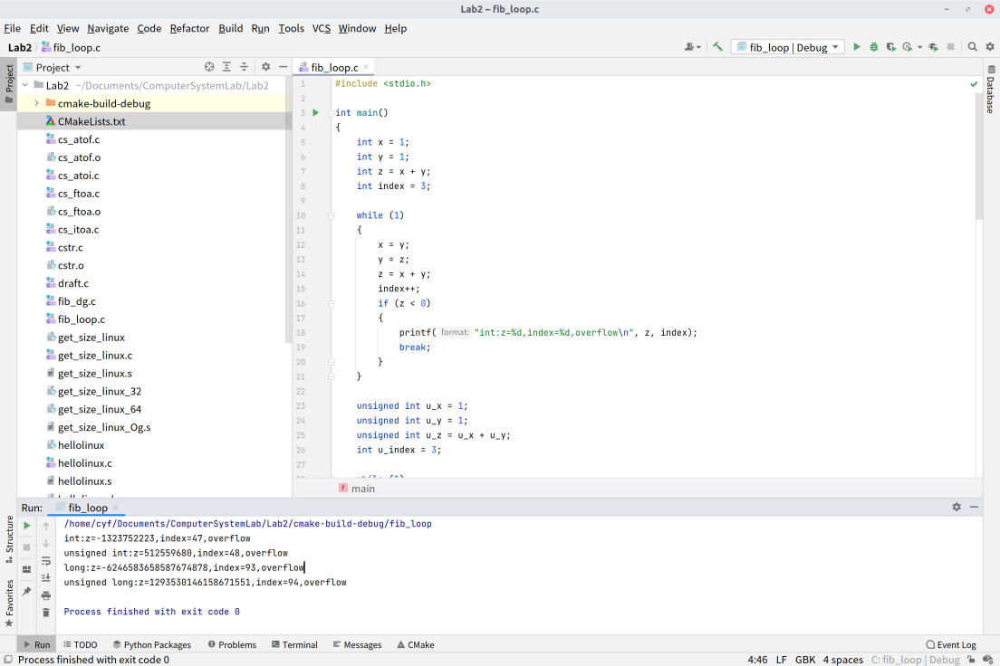 Lab2 – fib_loop.c
File Edit View Navigate Code Refactor Build Run Tools VCS Window Help
Lab2 fib_loop.c fib_loop | Debug
Project
Project
fib_loop.c
Database
Lab2 ~/Documents/ComputerSystemLab/Lab2
cmake-build-debug
CMakeLists.txt
cs_atof.c
cs_atof.o
cs_atoi.c
cs_ftoa.c
cs_ftoa.o
cs_itoa.c
cstr.c
cstr.o
draft.c
fib_dg.c
fib_loop.c
get_size_linux
get_size_linux.c
get_size_linux.s
get_size_linux_32
get_size_linux_64
get_size_linux_Og.s
hellolinux
hellolinux.c
hellolinux.s
1 #include <stdio.h>
2
3 int main()
4 {
5 int x = 1;
6 int y = 1;
7 int z = x + y;
8 int index = 3;
9
10 while (1)
11 {
12 x = y;
13 y = z;
14 z = x + y;
15 index++;
16 if (z < 0)
17 {
18 printf( format: "int:z=%d,index=%d,overflow\n", z, index);
19 break;
20 }
21 }
22
23 unsigned int u_x = 1;
24 unsigned int u_y = 1;
25 unsigned int u_z = u_x + u_y;
26 int u_index = 3;
27
f main
Run: fib_loop
/home/cyf/Documents/ComputerSystemLab/Lab2/cmake-build-debug/fib_loop
int:z=-1323752223,index=47,overflow
unsigned int:z=512559680,index=48,overflow
long:z=-6246583658587674878,index=93,overflow
unsigned long:z=1293530146158671551,index=94,overflow
Process finished with exit code 0
Structure
Favorites
Run TODO Python Packages Problems Terminal Messages CMake Event Log
Process finished with exit code 0 4:46 LF GBK 4 spaces C: fib_loop | Debug